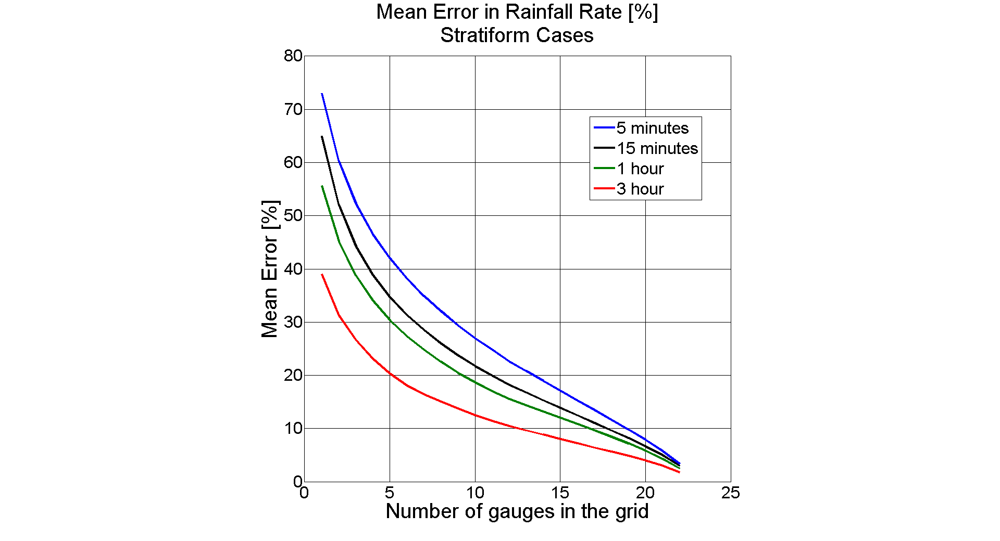 Mean Error in Rainfall Rate [%]
Stratiform Cases
80
70
60
50
40
30
20
10
0
Mean Error [%]
5 minutes
15 minutes
1 hour
3 hour
0 5 10 15 20 25
Number of gauges in the grid